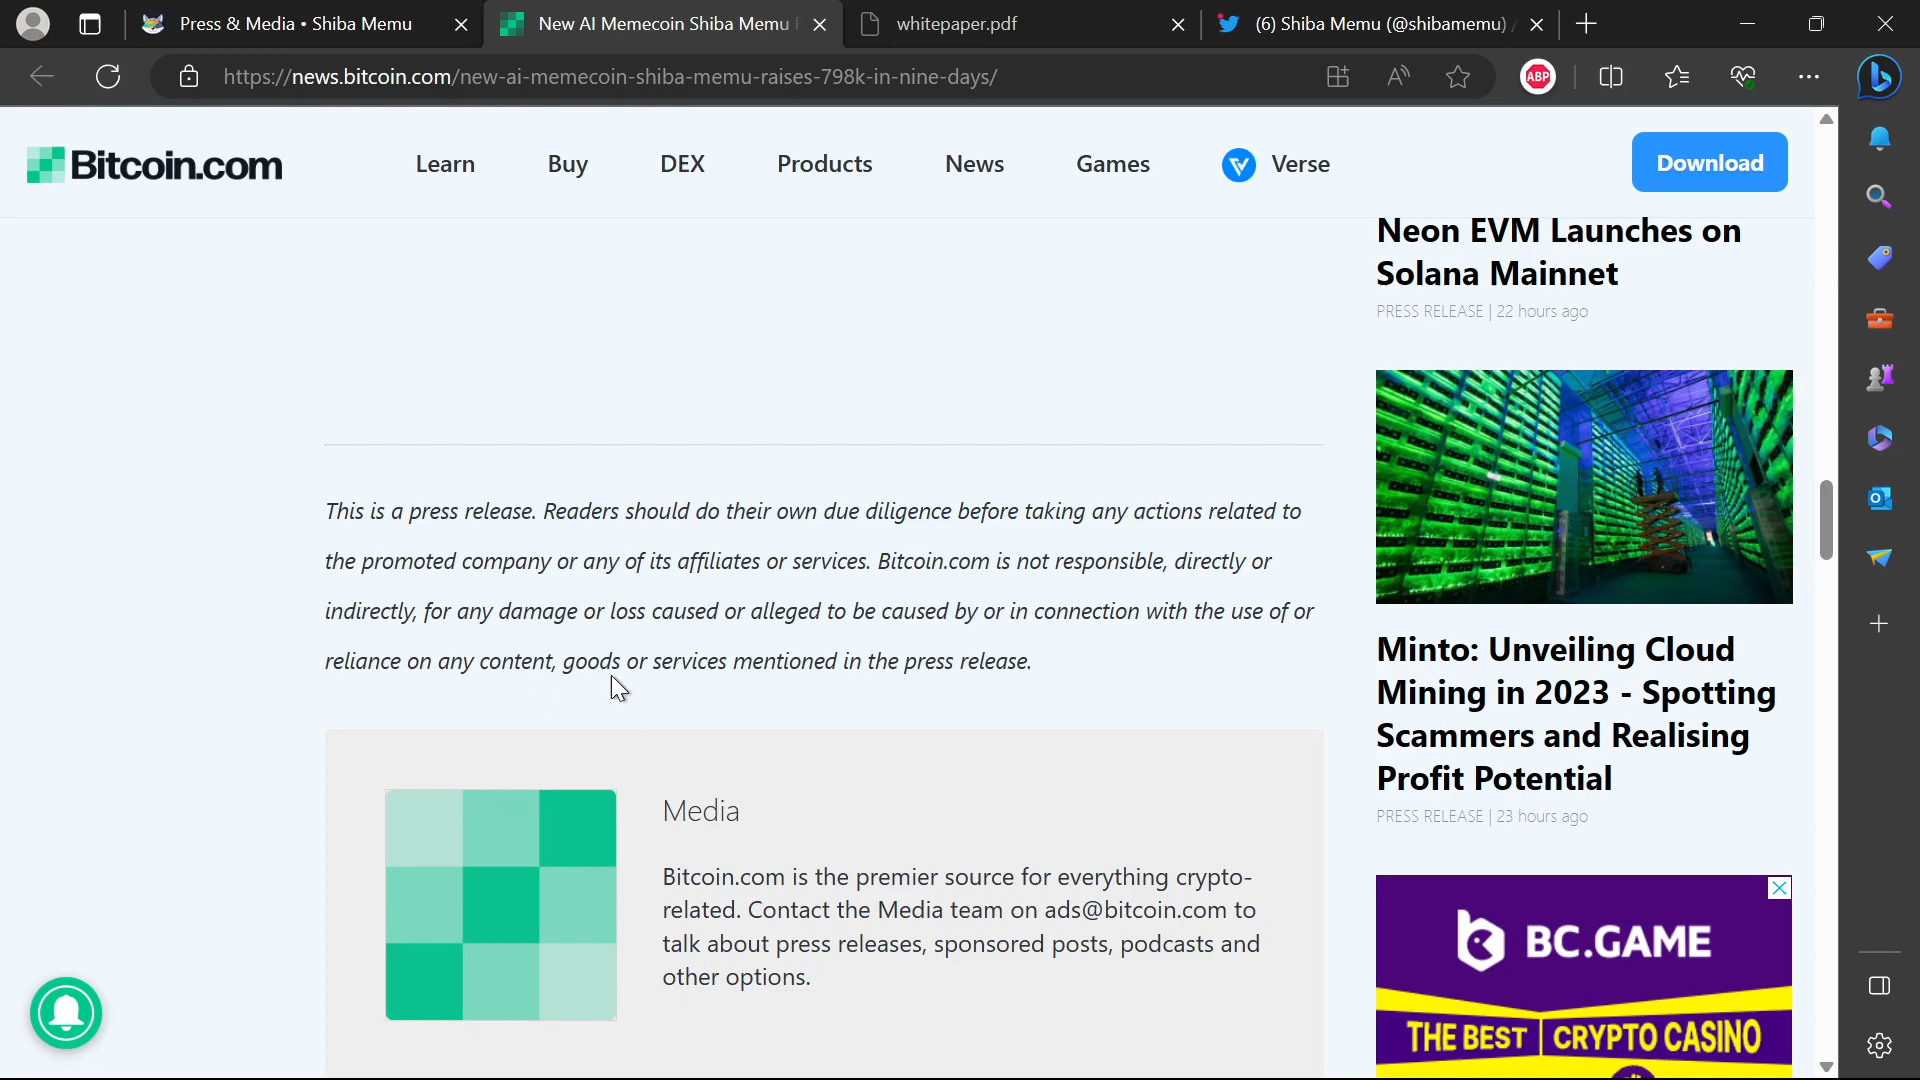 Press & Media • Shiba Memu
New AI Memecoin Shiba Memu
whitepaper.pdf
(6) Shiba Memu (@shibamemu) /
https://news.bitcoin.com/new-ai-memecoin-shiba-memu-raises-798k-in-nine-days/
ABP
Bitcoin.com
Learn
Buy
DEX
Products
News
Games
Verse
Download
Neon EVM Launches on
Solana Mainnet
PRESS RELEASE | 22 hours ago
This is a press release. Readers should do their own due diligence before taking any actions related to
the promoted company or any of its affiliates or services. Bitcoin.com is not responsible, directly or
indirectly, for any damage or loss caused or alleged to be caused by or in connection with the use of or
reliance on any content, goods or services mentioned in the press release.
Minto: Unveiling Cloud
Mining in 2023 - Spotting
Scammers and Realising
Profit Potential
PRESS RELEASE | 23 hours ago
Media
Bitcoin.com is the premier source for everything crypto-
related. Contact the Media team on ads@bitcoin.com to
talk about press releases, sponsored posts, podcasts and
other options.
BC.GAME
THE BEST CRYPTO CASINO